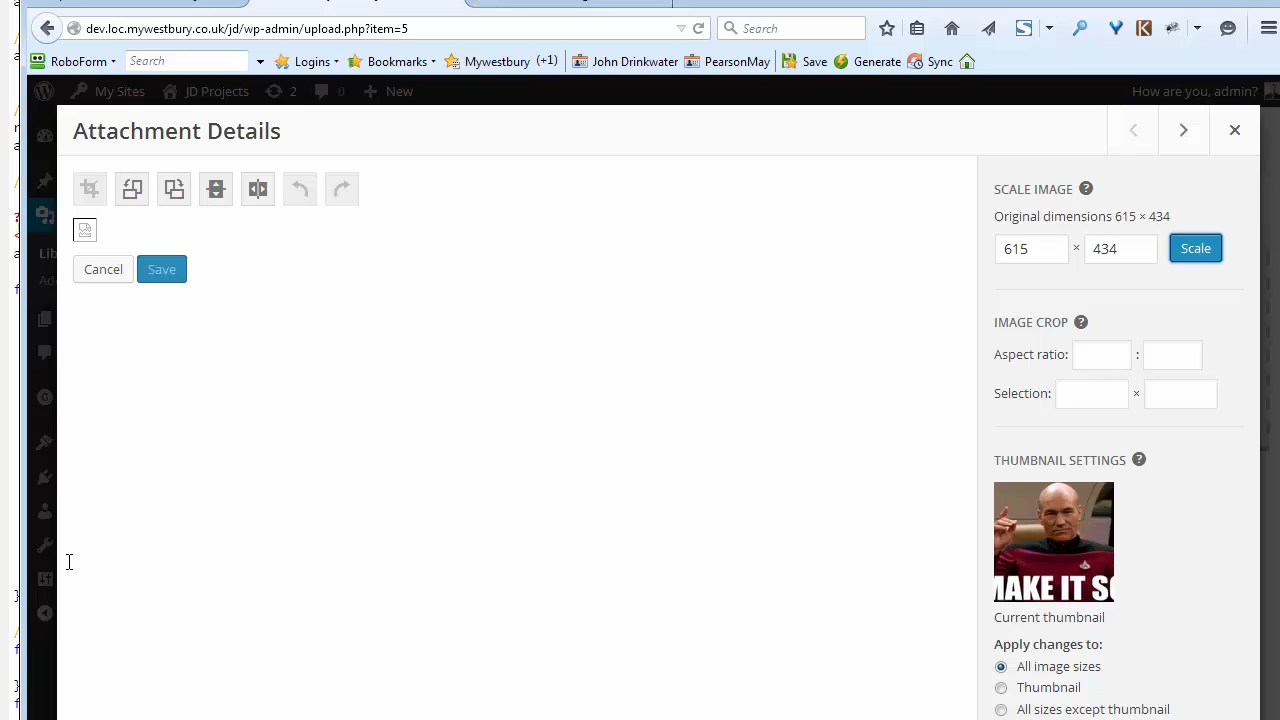 dev.loc.mywestbury.co.uk/jd/wp-admin/upload.php?item=5
Search
RoboForm
Search
Logins
Bookmarks
Mywestbury (+1)
John Drinkwater
PearsonMay
Save
Generate
Sync
My Sites
JD Projects
2
0
New
How are you, admin?
Attachment Details
SCALE IMAGE
Original dimensions 615 × 434
615 × 434 Scale
Cancel Save
IMAGE CROP
Aspect ratio: :
Selection: ×
THUMBNAIL SETTINGS
MAKE IT SO
Current thumbnail
Apply changes to:
All image sizes
Thumbnail
All sizes except thumbnail